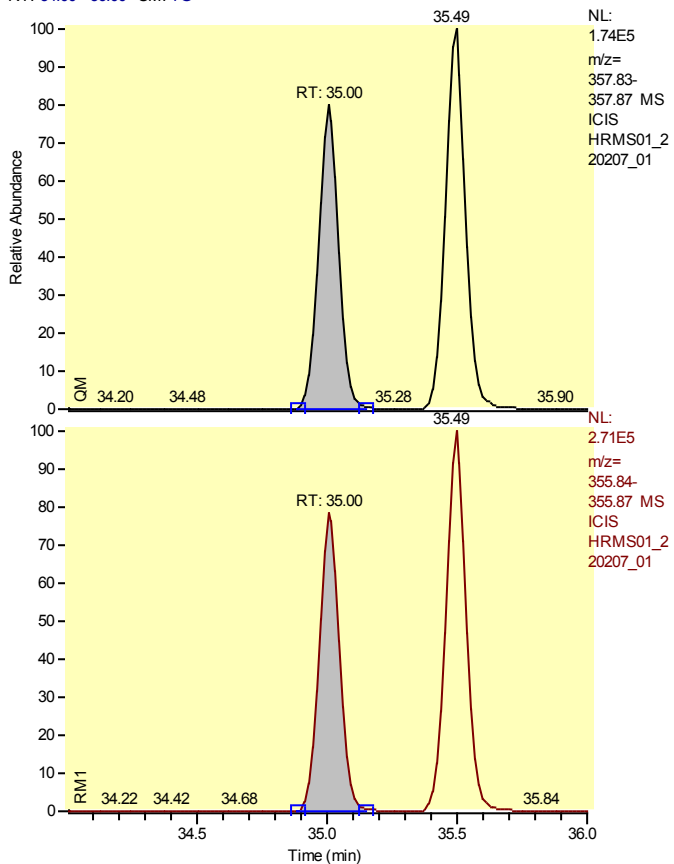 35.49
NL:
1.74E5
m/z=
357.83-
357.87 MS
ICIS
HRMS01_2
20207_01
100
90
RT: 35.00
80
70
60
50
40
30
20
10
0
Relative Abundance
QM
34.20 34.48 35.28 35.90
35.49
NL:
2.71E5
m/z=
355.84-
355.87 MS
ICIS
HRMS01_2
20207_01
100
90
RT: 35.00
80
70
60
50
40
30
20
10
0
RM1
34.22 34.42 34.68 35.84
34.5 35.0 35.5 36.0
Time (min)